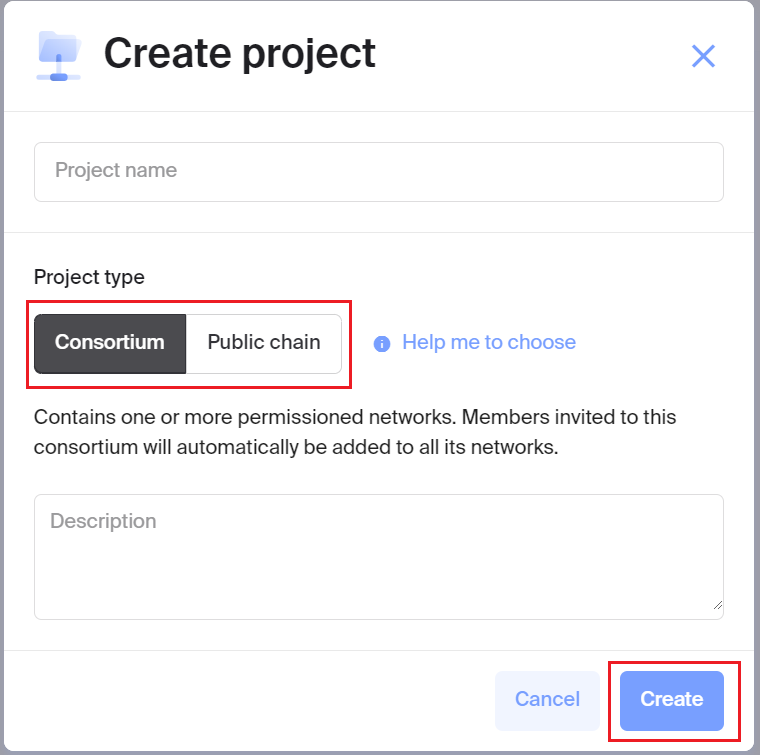 Create project
Project name
Project type
Consortium Public chain Help me to choose
Contains one or more permissioned networks. Members invited to this
consortium will automatically be added to all its networks.
Description
Cancel Create